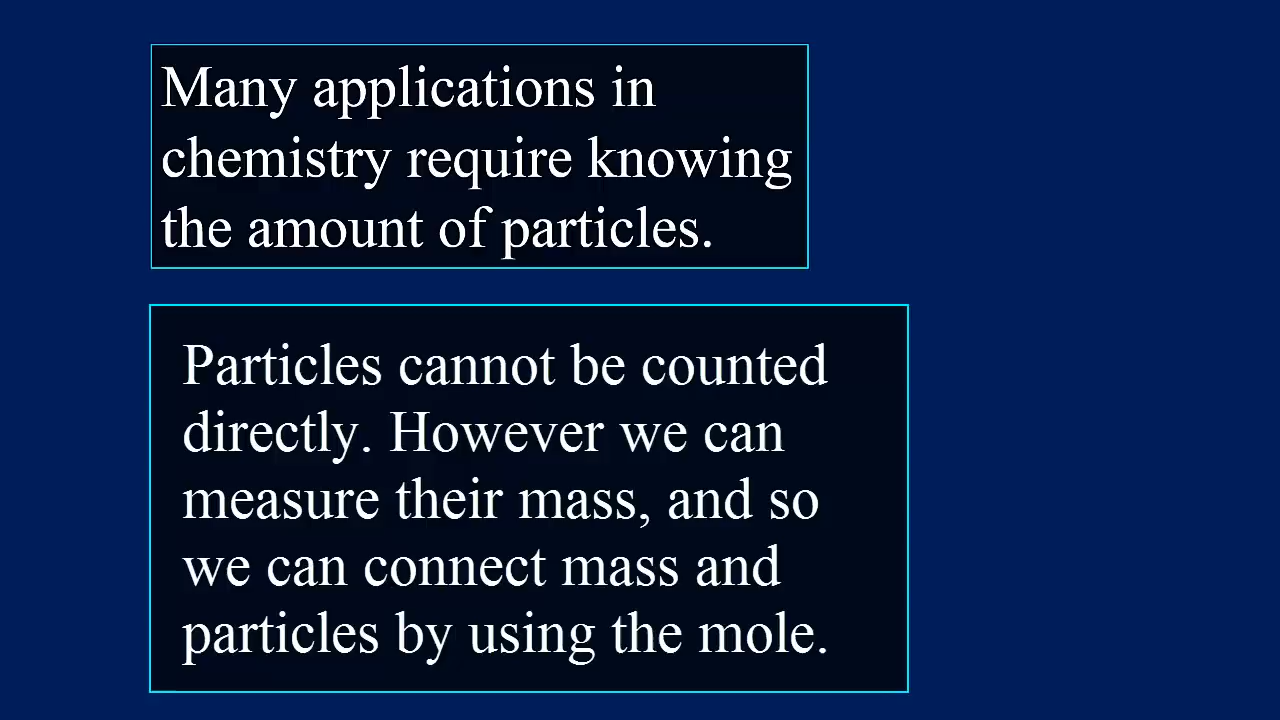 Many applications in
chemistry require knowing
the amount of particles.
Particles cannot be counted
directly. However we can
measure their mass, and so
we can connect mass and
particles by using the mole.